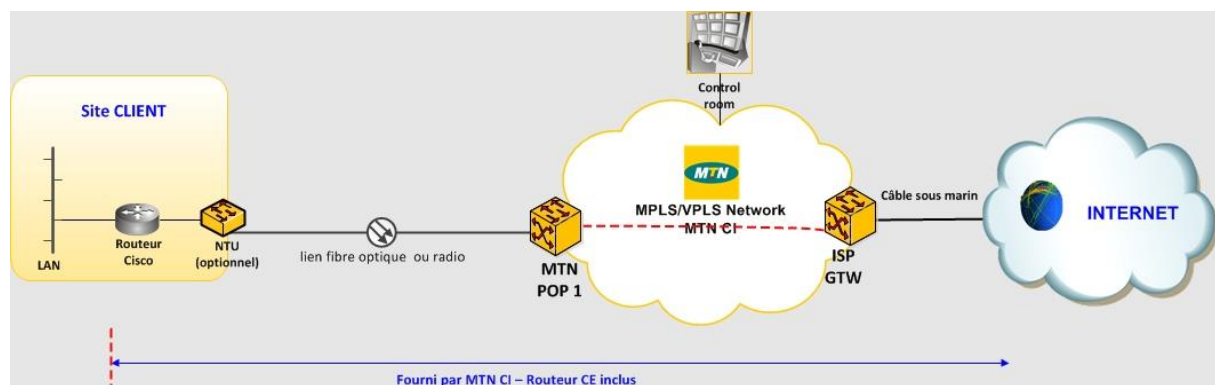 Control
room
Site CLIENT
MTN
MPLS/VPLS Network
MTN CI
Câble sous marin
INTERNET
LAN
Routeur
Cisco
NTU
(optionnel)
lien fibre optique ou radio
MTN
POP 1
ISP
GTW
Fourni par MTN CI – Routeur CE inclus